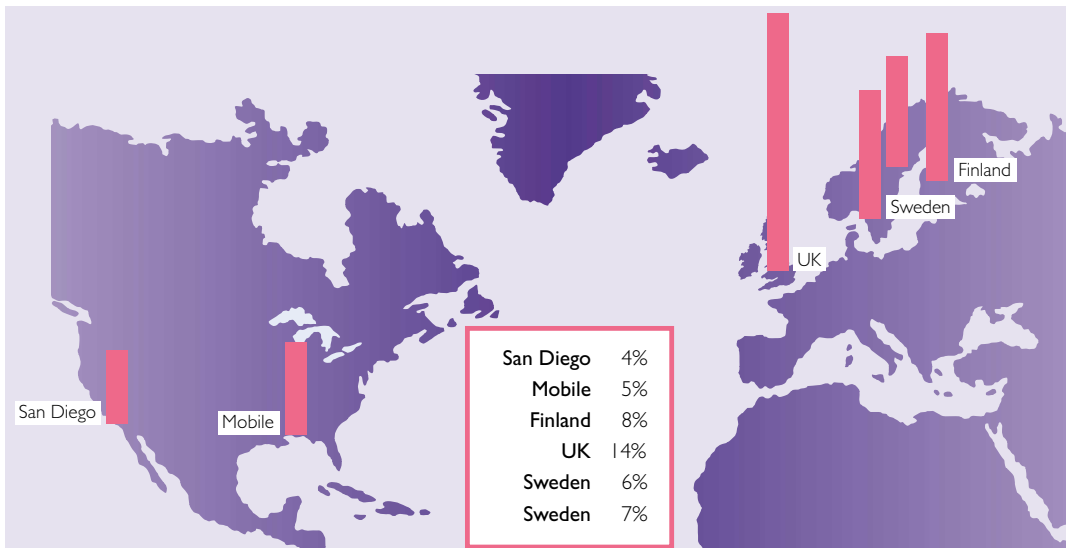 Finland
Sweden
UK
San Diego
Mobile
San Diego 4%
Mobile 5%
Finland 8%
UK 14%
Sweden 6%
Sweden 7%